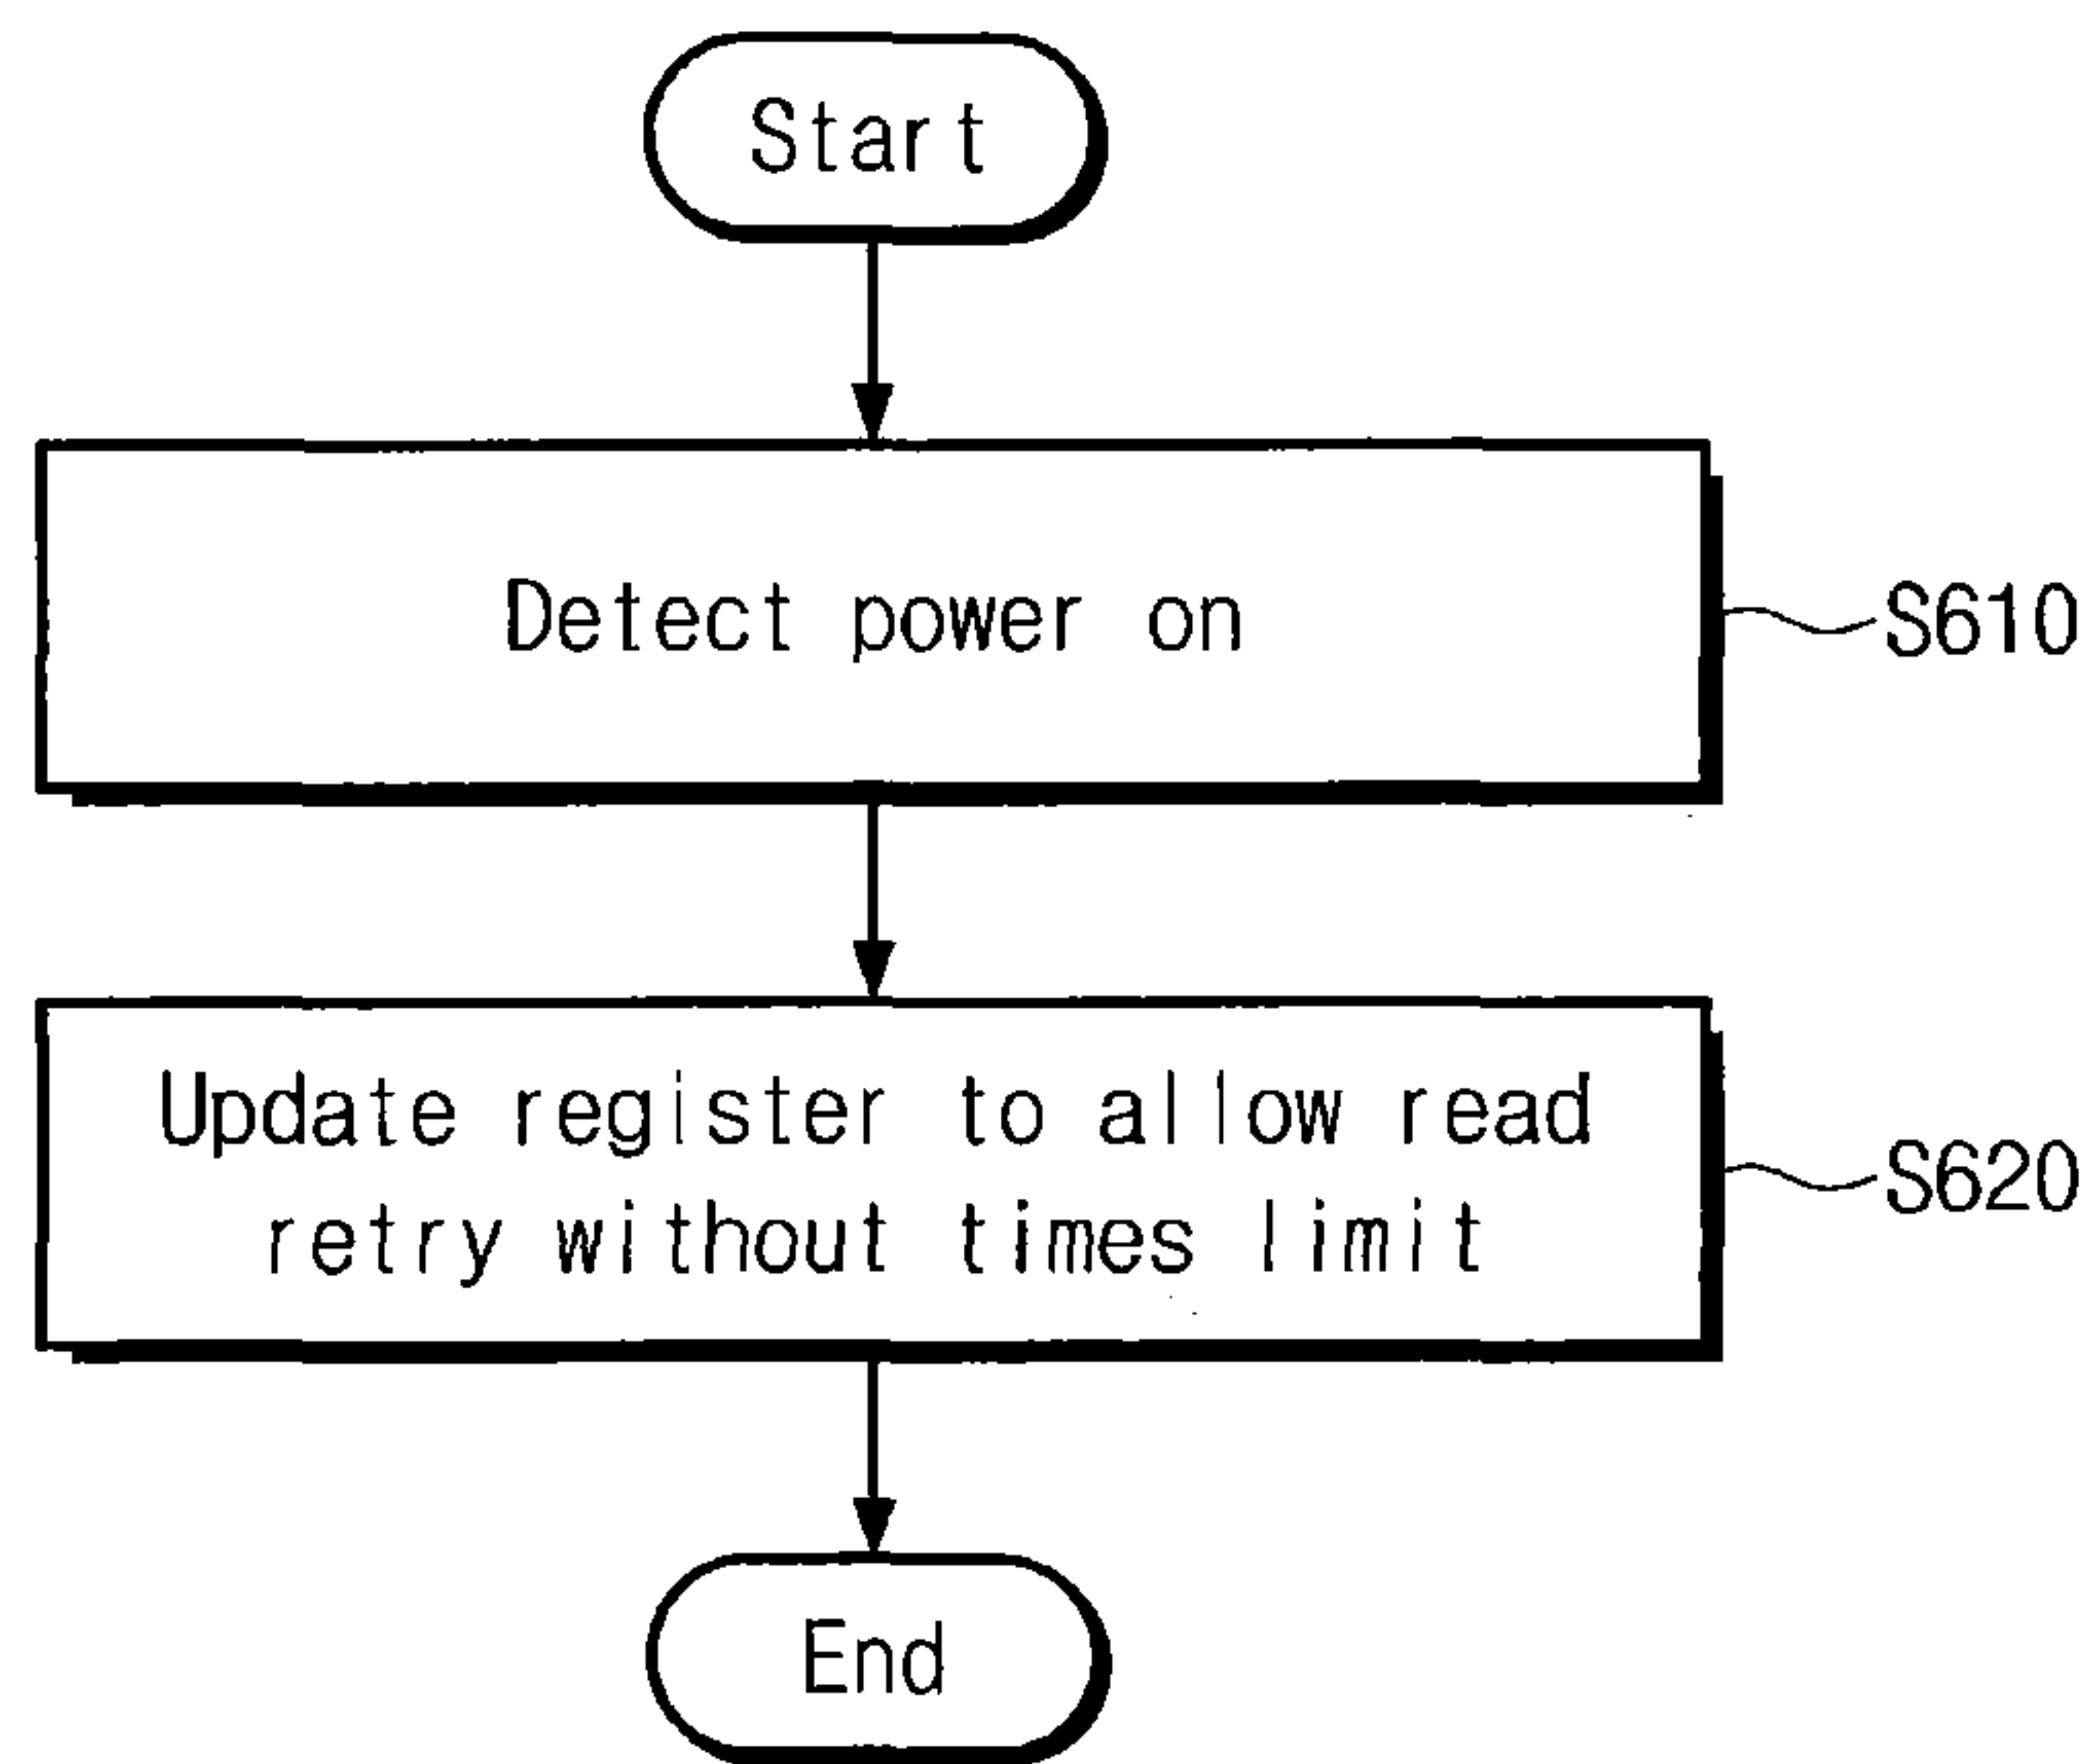 Start
Detect power on
S610
Update register to allow read
retry without times limit
S620
End